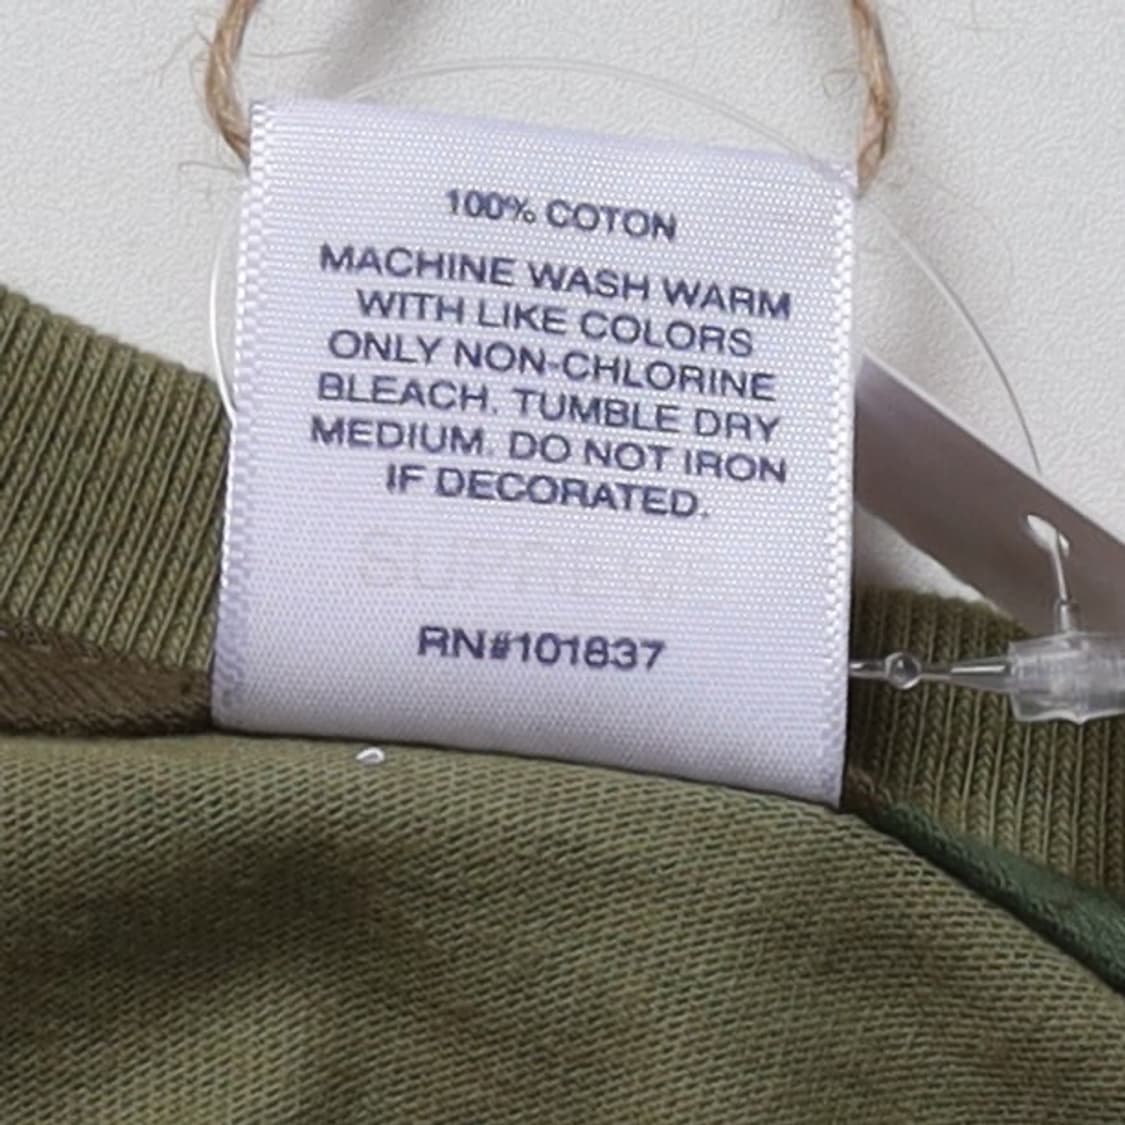 100% COTON
MACHINE WASH WARM
WITH LIKE COLORS
ONLY NON-CHLORINE
BLEACH. TUMBLE DRY
MEDIUM. DO NOT IRON
IF DECORATED.
RN#101837